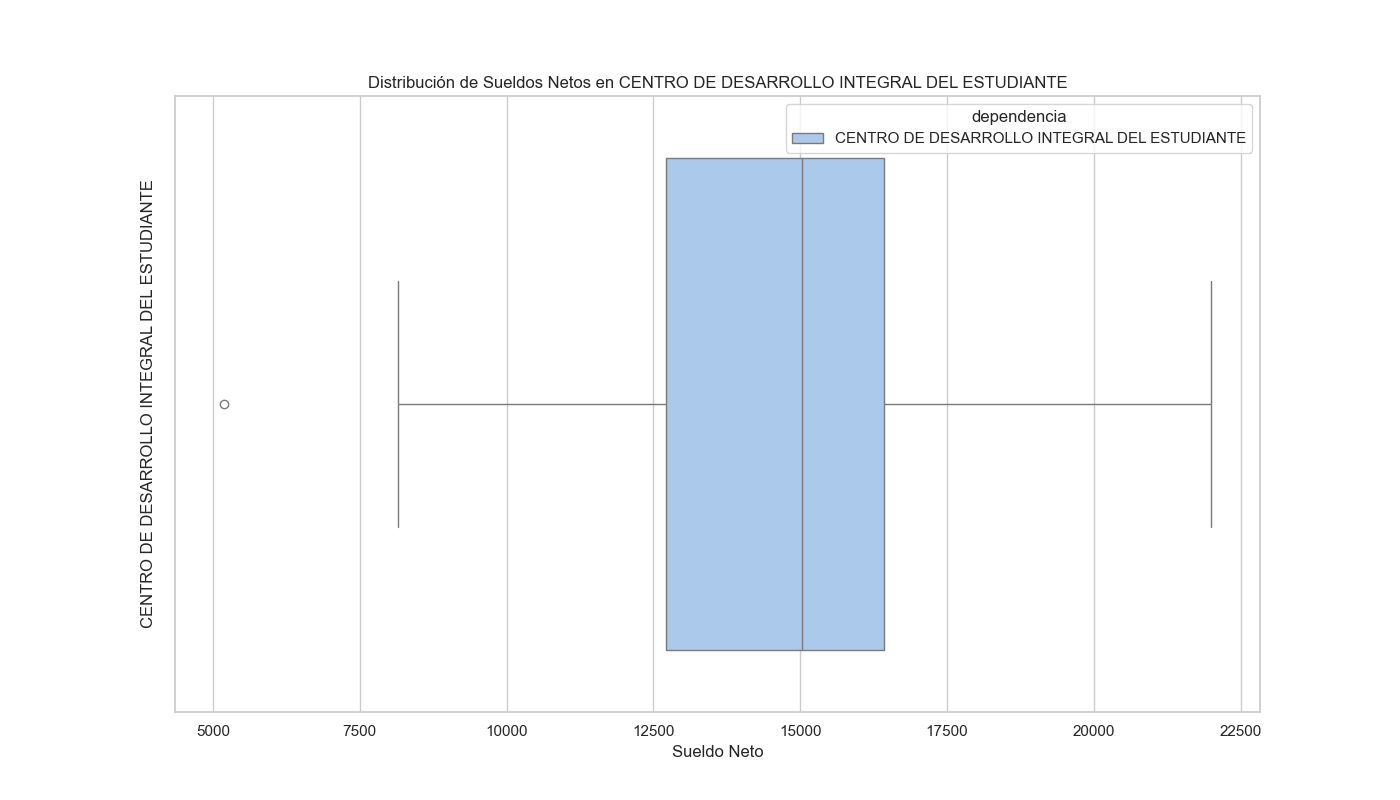 Distribución de Sueldos Netos en CENTRO DE DESARROLLO INTEGRAL DEL ESTUDIANTE
dependencia
CENTRO DE DESARROLLO INTEGRAL DEL ESTUDIANTE
CENTRO DE DESARROLLO INTEGRAL DEL ESTUDIANTE
5000 7500 10000 12500 15000 17500 20000 22500
Sueldo Neto